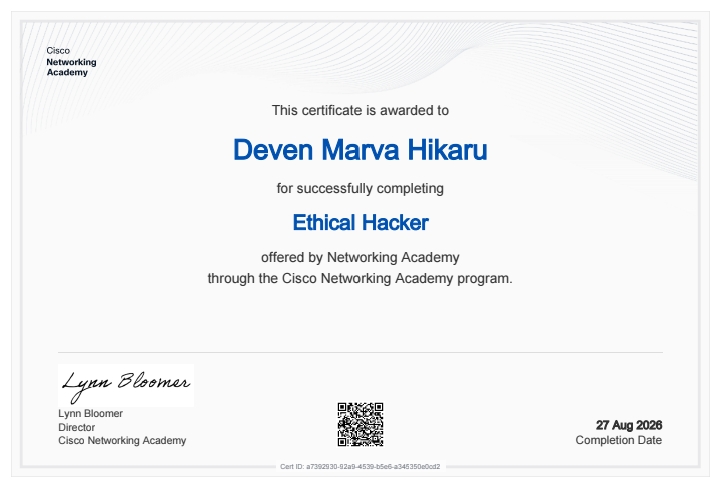 Cisco
Networking
Academy
This certificate is awarded to
Deven Marva Hikaru
for successfully completing
Ethical Hacker
offered by Networking Academy
through the Cisco Networking Academy program.
Lynn Bloomer
Lynn Bloomer
Director
Cisco Networking Academy
27 Aug 2026
Completion Date
Cert ID: a7392930-92a9-4539-b5e6-a345350e0cd2